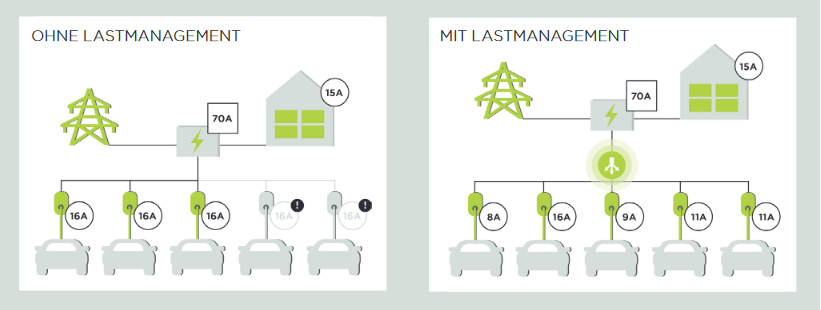 OHNE LASTMANAGEMENT
15A
70A
16A
16A
16A
16A !
16A !
MIT LASTMANAGEMENT
15A
70A
8A
16A
9A
11A
11A